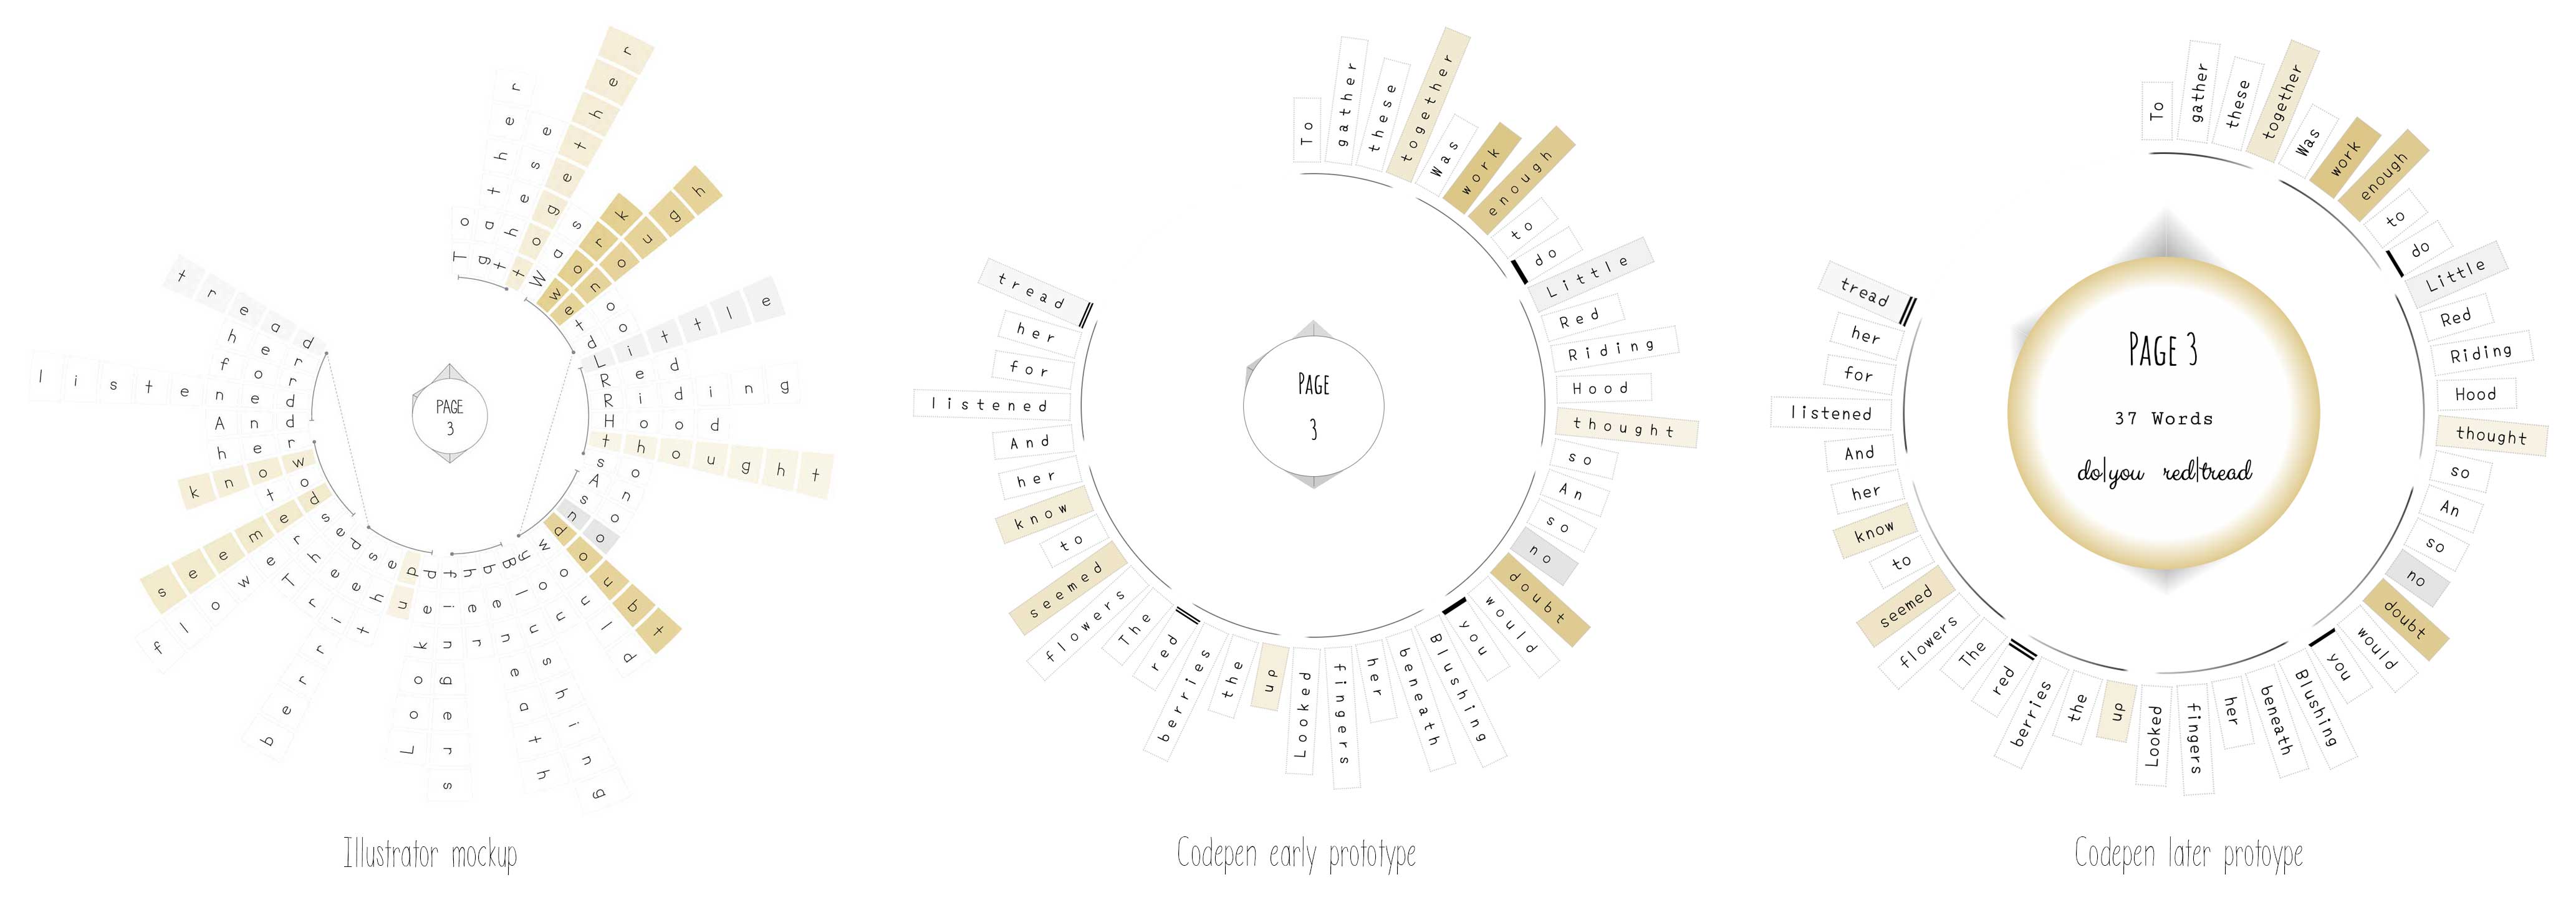 To gather these together
Was work enough to do
Little Red Riding Hood thought so
An so no doubt would you
Blushing beneath her fingers
Looked up the berries red
The flowers seemed to know her
And listened for her tread
PAGE
3
Illustrator mockup
To gather these together
Was work enough to do
Little Red Riding Hood thought so
An so no doubt would you
Blushing beneath her fingers
Looked up the berries red
The flowers seemed to know her
And listened for her tread
PAGE
3
Codepen early prototype
To gather these together
Was work enough to do
Little Red Riding Hood thought so
An so no doubt would you
Blushing beneath her fingers
Looked up the berries red
The flowers seemed to know her
And listened for her tread
PAGE 3
37 Words
do|you red|tread
Codepen later protoype